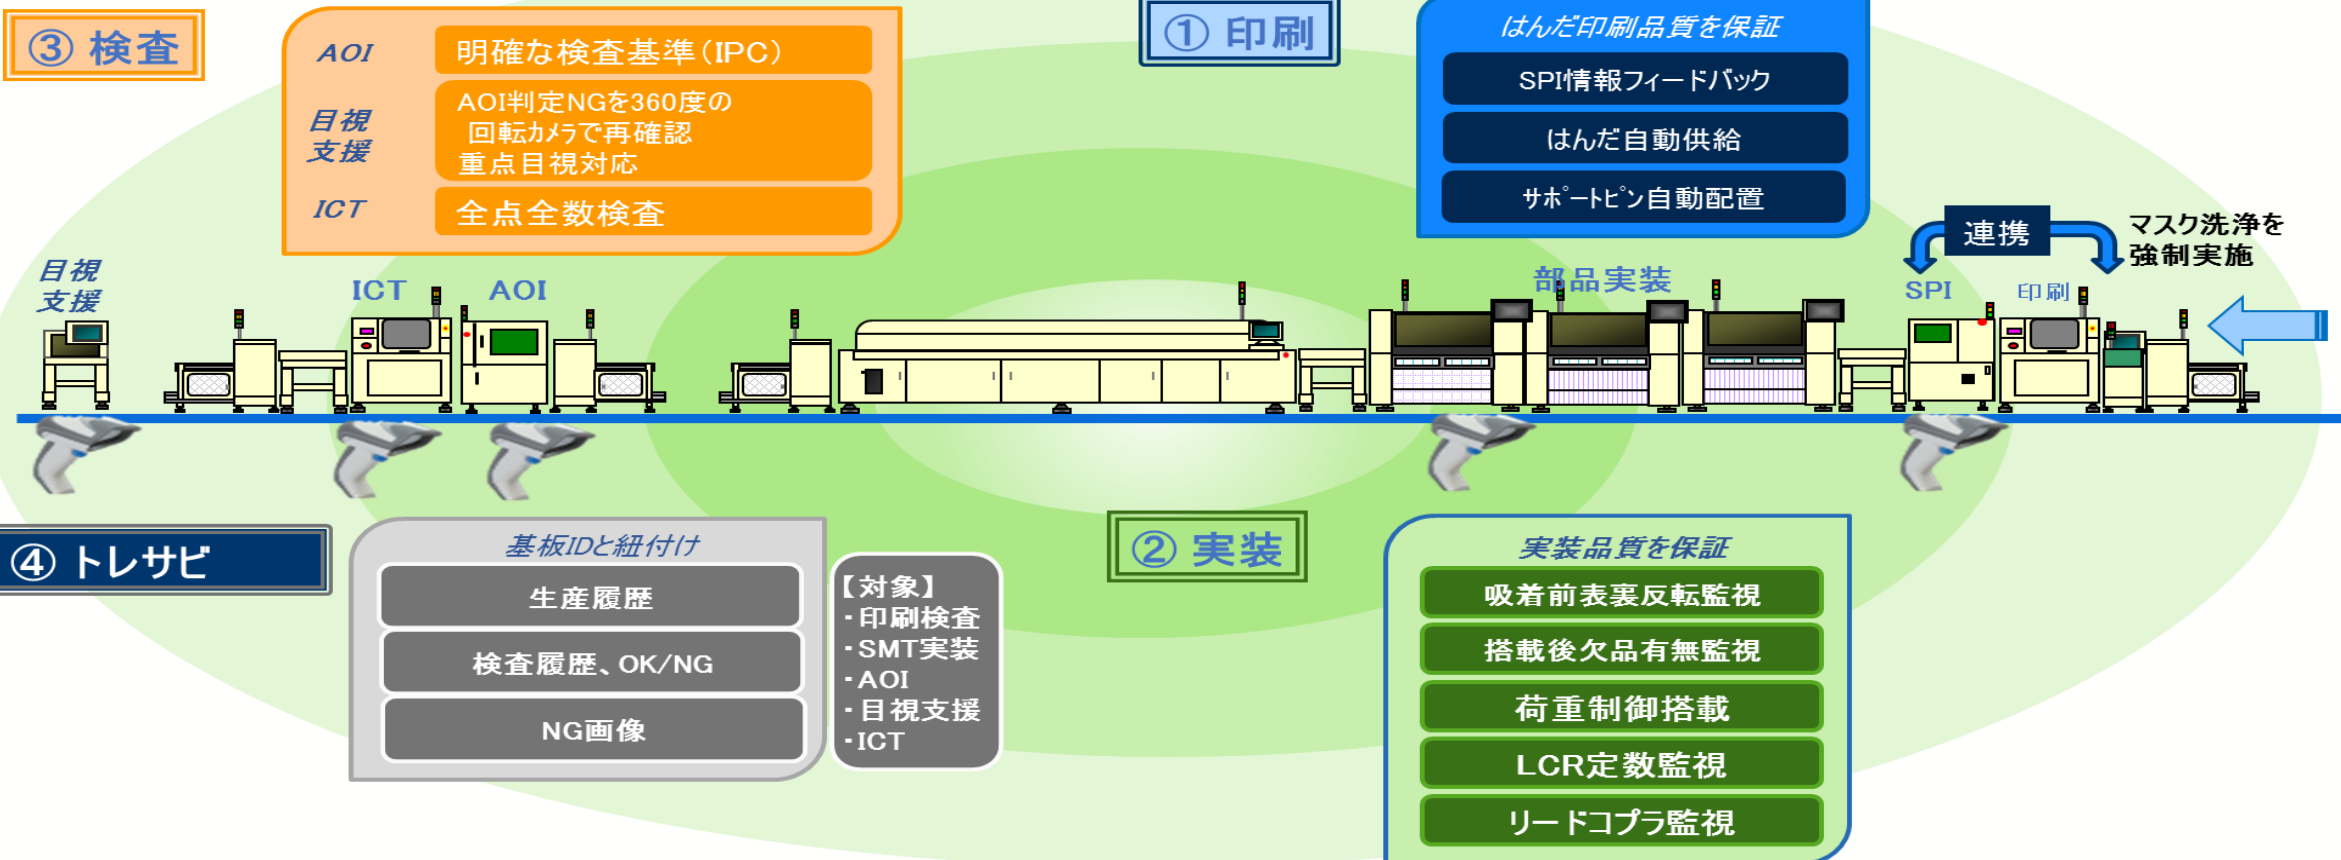 ③ 検査
AOI
明確な検査基準（IPC）
目視
支援
AOI判定NGを360度の
回転ｶﾒﾗで再確認
重点目視対応
ICT
全点全数検査
① 印刷
はんだ印刷品質を保証
SPI情報フィードバック
はんだ自動供給
ｻﾎﾟｰﾄﾋﾟﾝ自動配置
連携
マスク洗浄を
強制実施
目視
支援
ICT
AOI
部品実装
SPI
印刷
④ トレサビ
基板IDと紐付け
生産履歴
検査履歴、OK/NG
NG画像
【対象】
・印刷検査
・SMT実装
・AOI
・目視支援
・ICT
② 実装
実装品質を保証
吸着前表裏反転監視
搭載後欠品有無監視
荷重制御搭載
LCR定数監視
リードコプラ監視